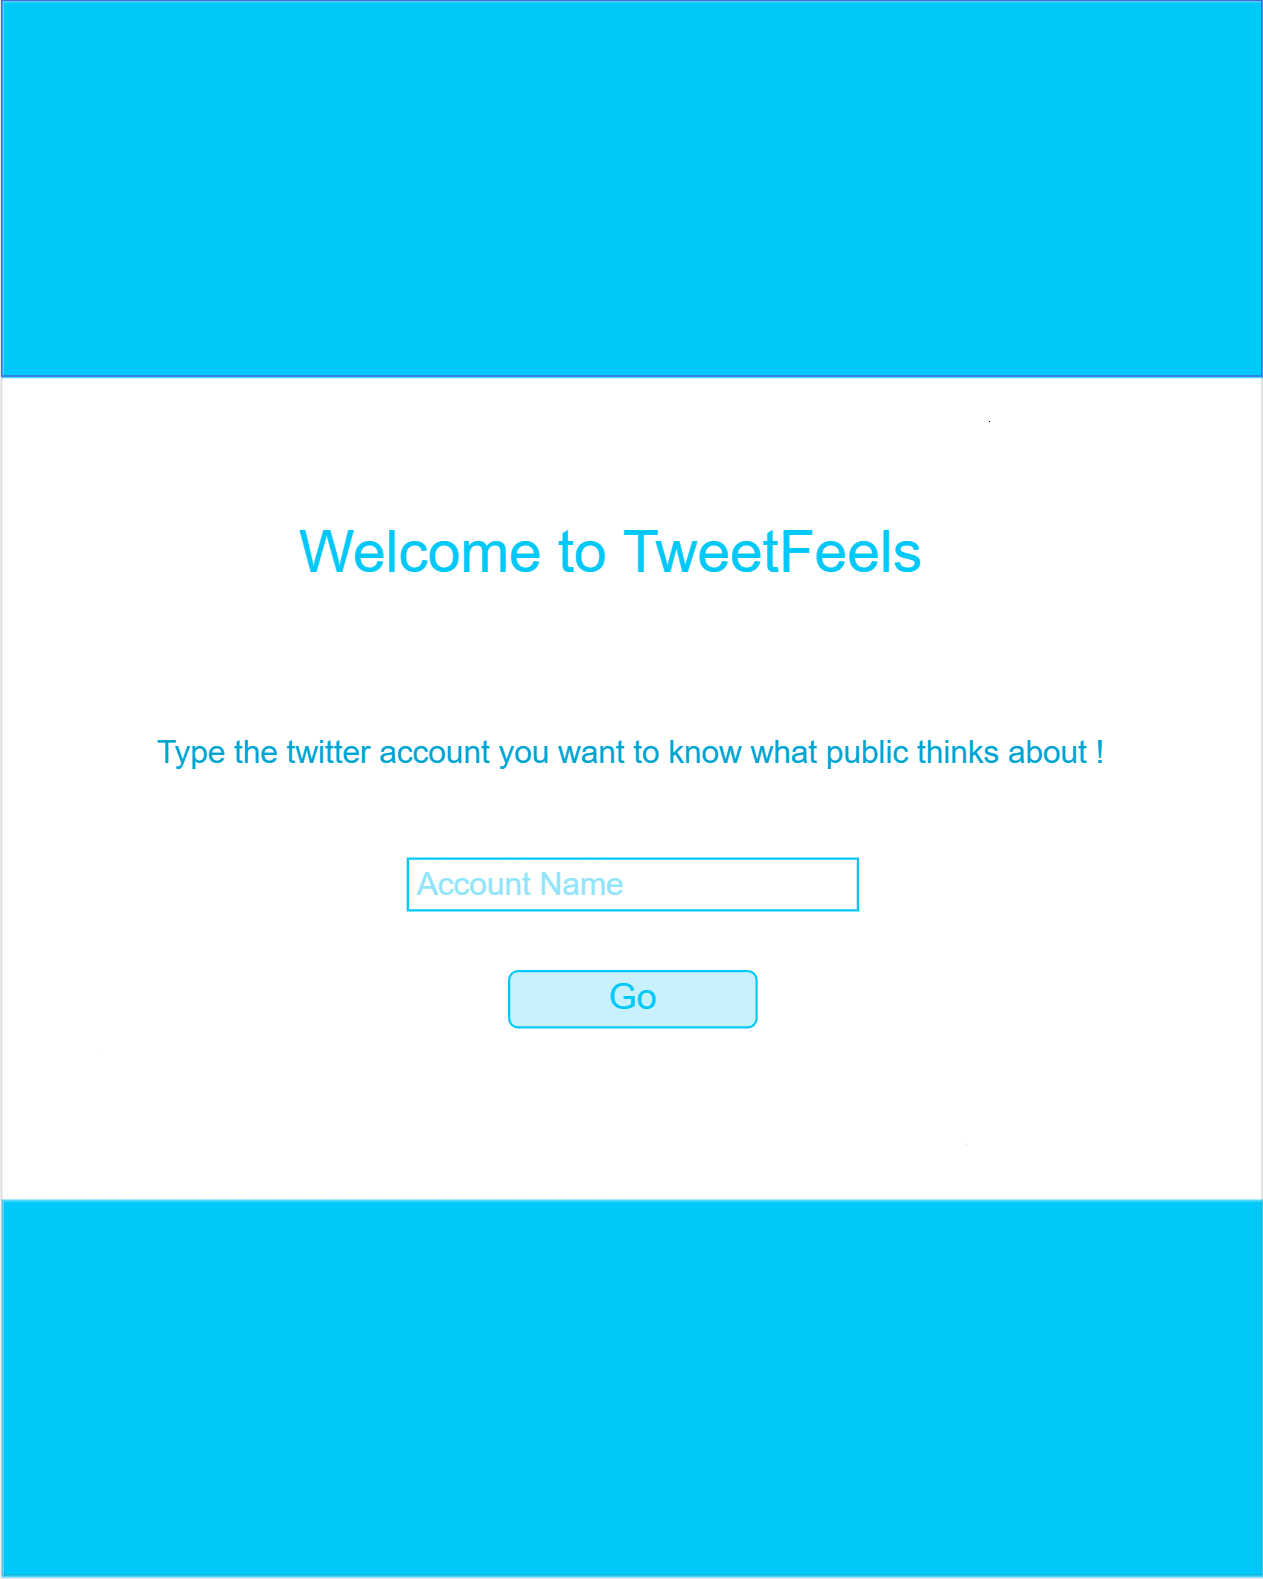 Welcome to TweetFeels
Type the twitter account you want to know what public thinks about !
Account Name
Go